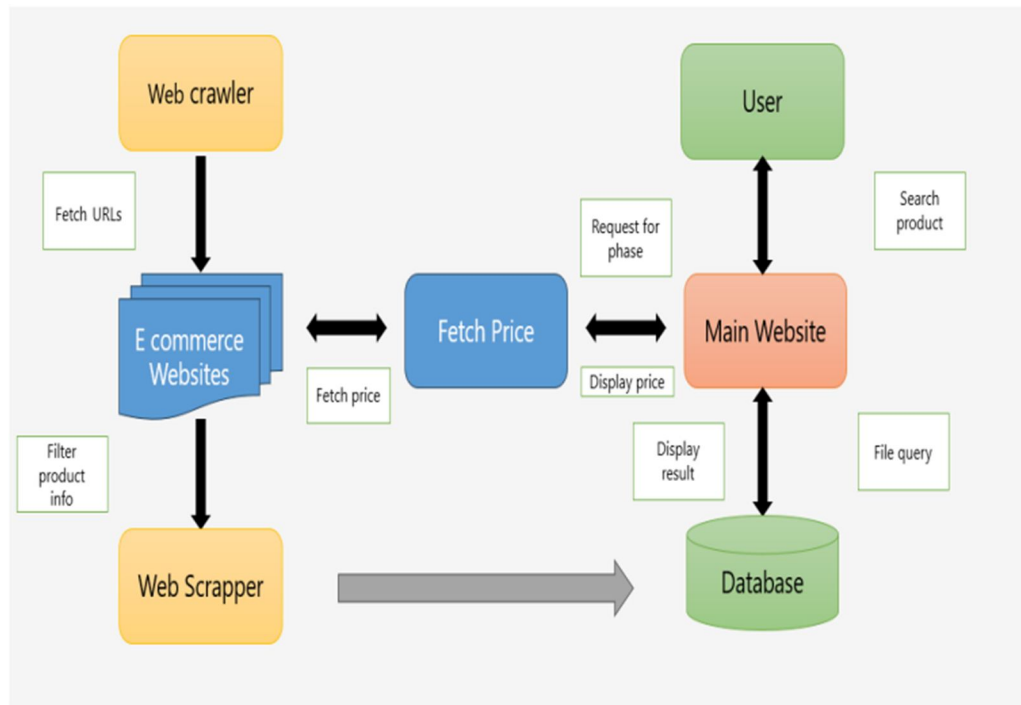 Web crawler
User
Fetch URLs
Search
product
Request for
phase
E commerce
Websites
Fetch Price
Main Website
Fetch price
Display price
Filter
product
info
Display
result
File query
Web Scrapper
Database